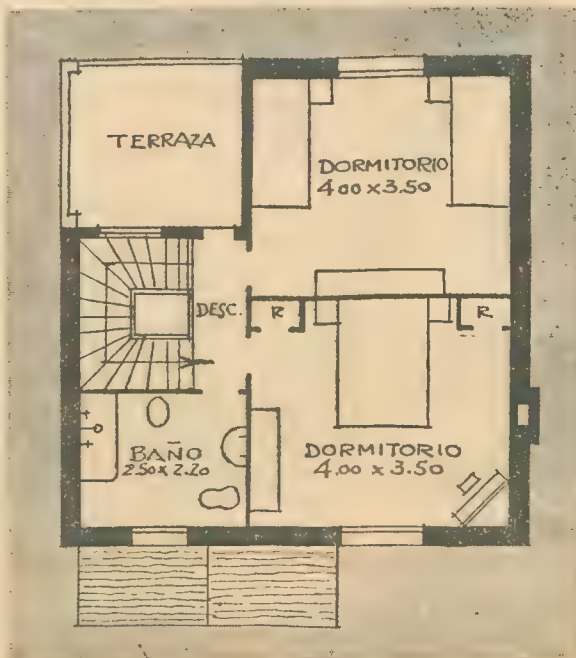 TERRAZA
DORMITORIO
4.00 x 3.50
DESC.
R
R
BAÑO
2.50 x 2.20
DORMITORIO
4.00 x 3.50